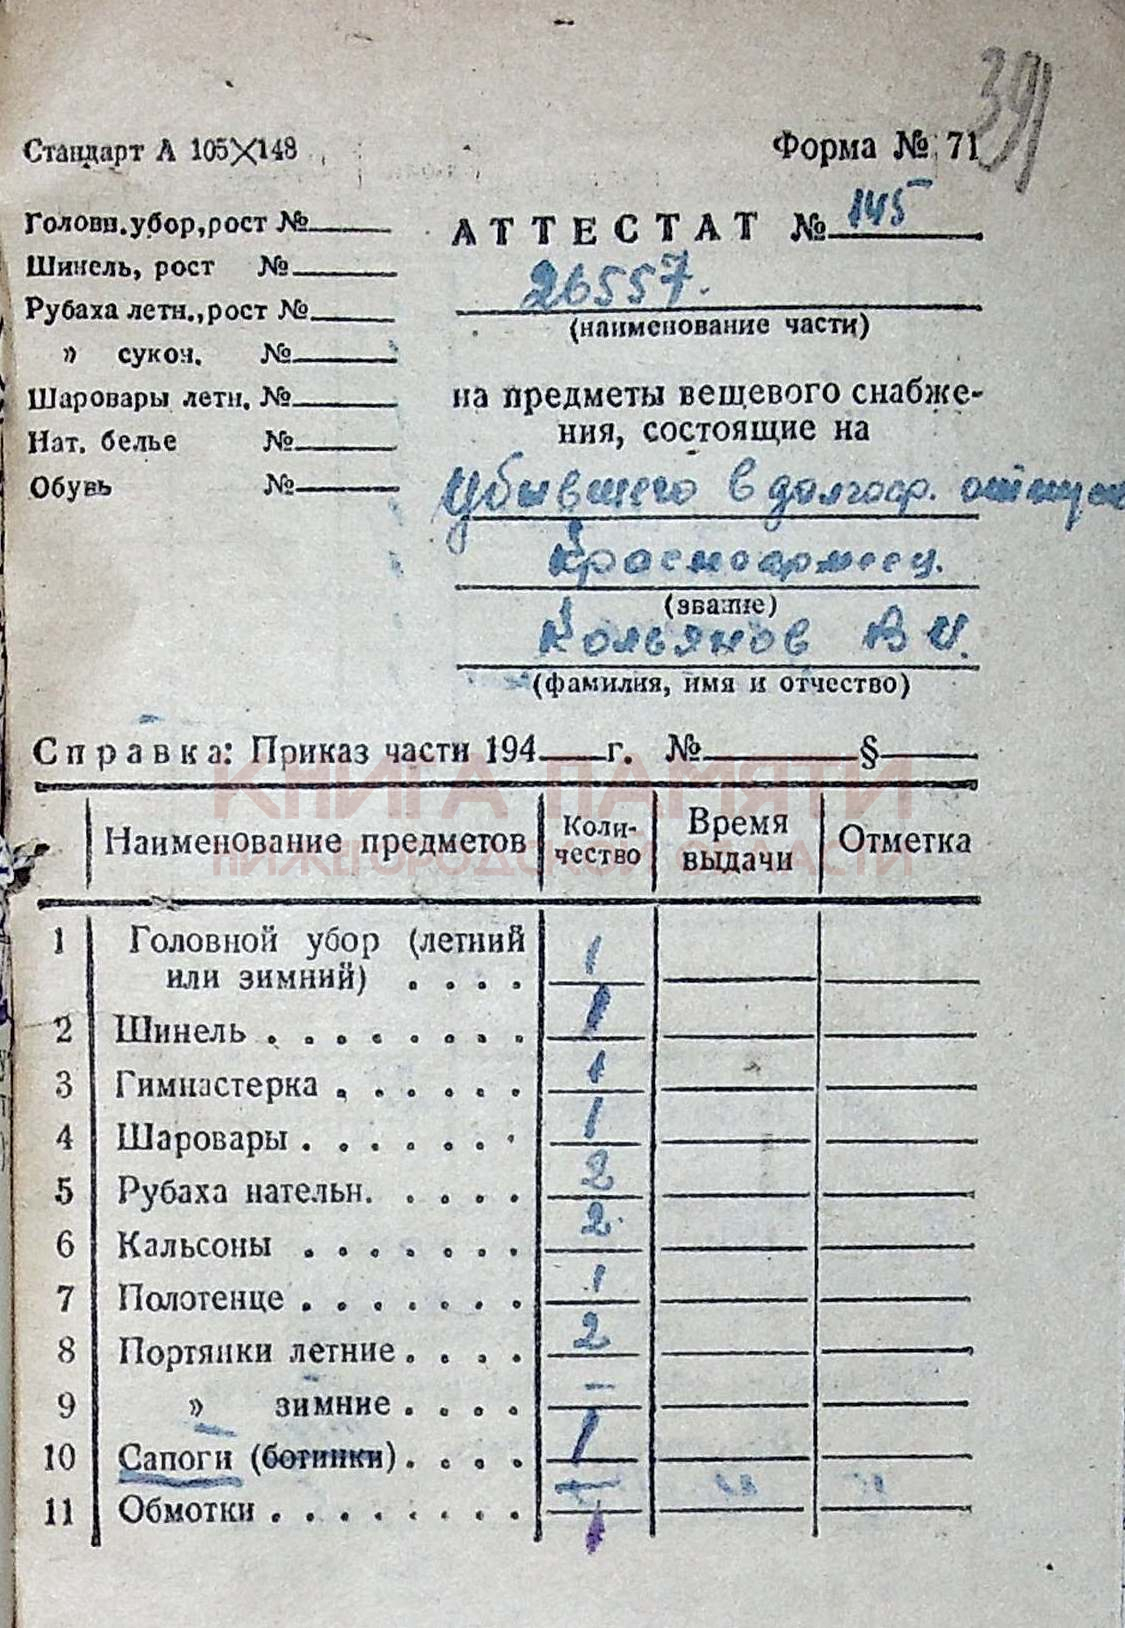 391
Стандарт А 105×148
Форма № 71
Головн.убор,рост №
Шинель, рост №
Рубаха летн.,рост №
» сукон. №
Шаровары летн. №
Нат. белье №
Обувь №
АТТЕСТАТ № 145
26557.
(наименование части)
на предметы вещевого снабже-
ния, состоящие на
Убывшего в долгоср. отпуск
Красноармеец.
(звание)
Кольянов В И.
(фамилия, имя и отчество)
Справка: Приказ части 194 г. № §
КНИГА ПАМЯТИ
НИЖЕГОРОДСКОЙ ОБЛАСТИ
Наименование предметов Коли-чество Время выдачи Отметка
1 Головной убор (летний
или зимний) . . . . 1
2 Шинель . . . . . . . . 1
3 Гимнастерка . . . . . . 1
4 Шаровары . . . . . . . 1
5 Рубаха нательн. . . . . 2
6 Кальсоны . . . . . . . 2
7 Полотенце . . . . . . . 1
8 Портянки летние . . . . 2
9 » зимние . . . . –
10 Сапоги (ботинки) . . . . 1
11 Обмотки . . . . . . . .